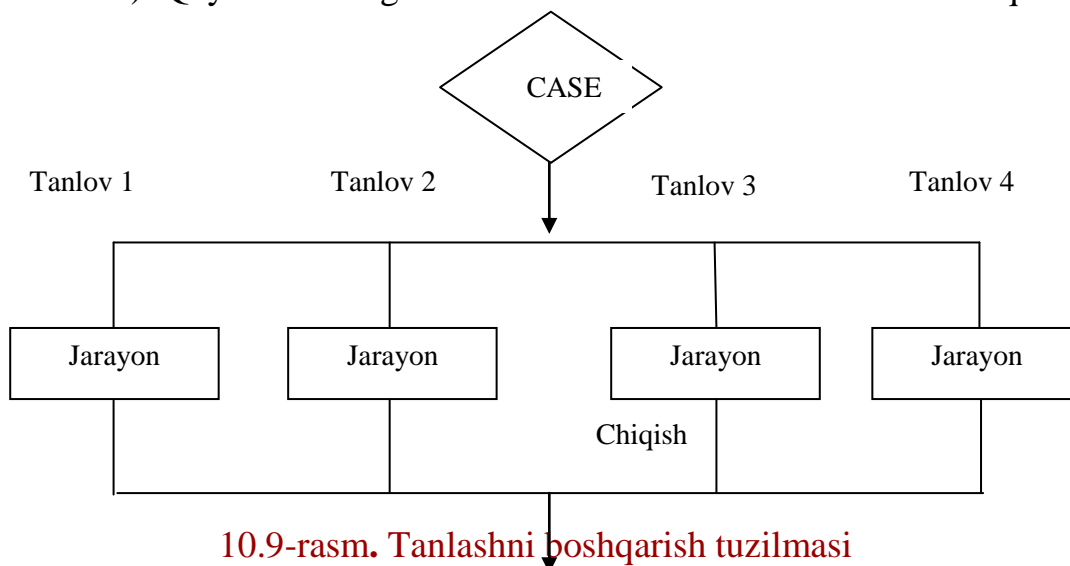 CASE
Tanlov 1 Tanlov 2 Tanlov 3 Tanlov 4
Jarayon Jarayon Jarayon Jarayon
Chiqish
10.9-rasm. Tanlashni boshqarish tuzilmasi